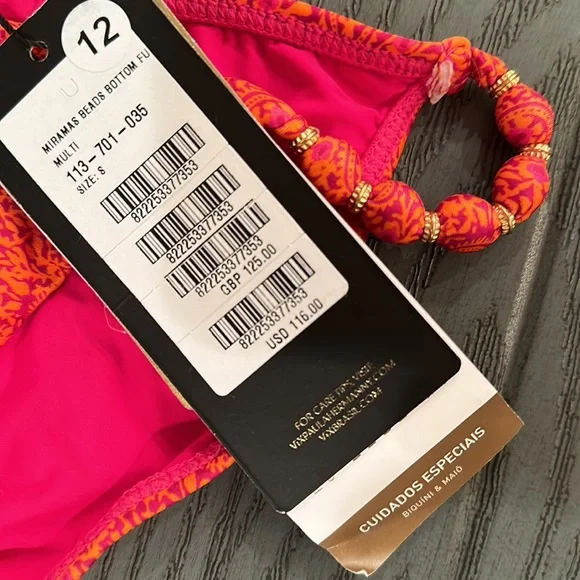 12
MIRAMAS BEADS BOTTOM FU
MULTI
113-701-035
SIZE: S
822253377353
822253377353
822253377353
GBP 125.00
822253377353
USD 116.00
FOR CARE TIPS, VISIT:
VIXPAULAHERMANNY.COM
VIXBRASIL.COM
CUIDADOS ESPECIAIS
BIQUÍNI & MAIÔ